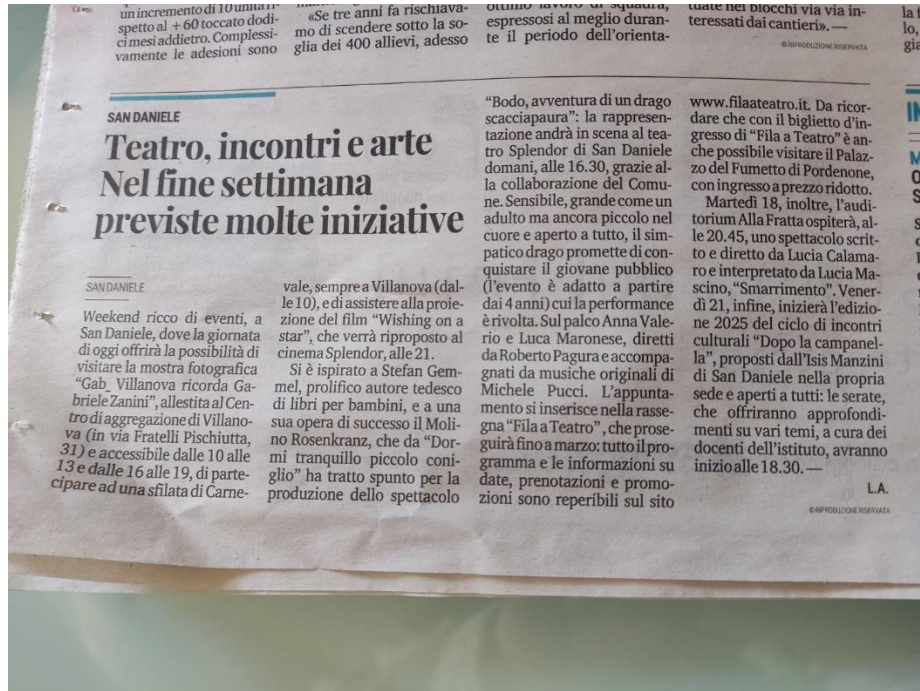 un incremento di 10 unità ri-
spetto al +60 toccato dodi-
ci mesi addietro. Complessi-
vamente le adesioni sono
«Se tre anni fa rischiava-
mo di scendere sotto la so-
glia dei 400 allievi, adesso
ottimo lavoro di squadra,
espressosi al meglio duran-
te il periodo dell'orienta-
tuate nei blocchi via via in-
teressati dai cantieri». —
©RIPRODUZIONE RISERVATA
SAN DANIELE
Teatro, incontri e arte
Nel fine settimana
previste molte iniziative
SAN DANIELE
Weekend ricco di eventi, a
San Daniele, dove la giornata
di oggi offrirà la possibilità di
visitare la mostra fotografica
"Gab_ Villanova ricorda Ga-
briele Zanini", allestita al Cen-
tro di aggregazione di Villano-
va (in via Fratelli Pischiutta,
31) e accessibile dalle 10 alle
13 e dalle 16 alle 19, di parte-
cipare ad una sfilata di Carne-
vale, sempre a Villanova (dal-
le 10), e di assistere alla proie-
zione del film "Wishing on a
star", che verrà riproposto al
cinema Splendor, alle 21.
Si è ispirato a Stefan Gem-
mel, prolifico autore tedesco
di libri per bambini, e a una
sua opera di successo il Moli-
no Rosenkranz, che da "Dor-
mi tranquillo piccolo coni-
glio" ha tratto spunto per la
produzione dello spettacolo
"Bodo, avventura di un drago
scacciapaura": la rappresen-
tazione andrà in scena al tea-
tro Splendor di San Daniele
domani, alle 16.30, grazie al-
la collaborazione del Comu-
ne. Sensibile, grande come un
adulto ma ancora piccolo nel
cuore e aperto a tutto, il sim-
patico drago promette di con-
quistare il giovane pubblico
(l'evento è adatto a partire
dai 4 anni) cui la performance
è rivolta. Sul palco Anna Vale-
rio e Luca Maronese, diretti
da Roberto Pagura e accompa-
gnati da musiche originali di
Michele Pucci. L'appunta-
mento si inserisce nella rasse-
gna "Fila a Teatro", che prose-
guirà fino a marzo: tutto il pro-
gramma e le informazioni su
date, prenotazioni e promo-
zioni sono reperibili sul sito
www.filaateatro.it. Da ricor-
dare che con il biglietto d'in-
gresso di "Fila a Teatro" è an-
che possibile visitare il Palaz-
zo del Fumetto di Pordenone,
con ingresso a prezzo ridotto.
Martedì 18, inoltre, l'audi-
torium Alla Fratta ospiterà, al-
le 20.45, uno spettacolo scrit-
to e diretto da Lucia Calama-
ro e interpretato da Lucia Ma-
scino, "Smarrimento". Vener-
dì 21, infine, inizierà l'edizio-
ne 2025 del ciclo di incontri
culturali "Dopo la campanel-
la", proposti dall'Isis Manzini
di San Daniele nella propria
sede e aperti a tutti: le serate,
che offriranno approfondi-
menti su vari temi, a cura dei
docenti dell'istituto, avranno
inizio alle 18.30. —
L.A.
©RIPRODUZIONE RISERVATA